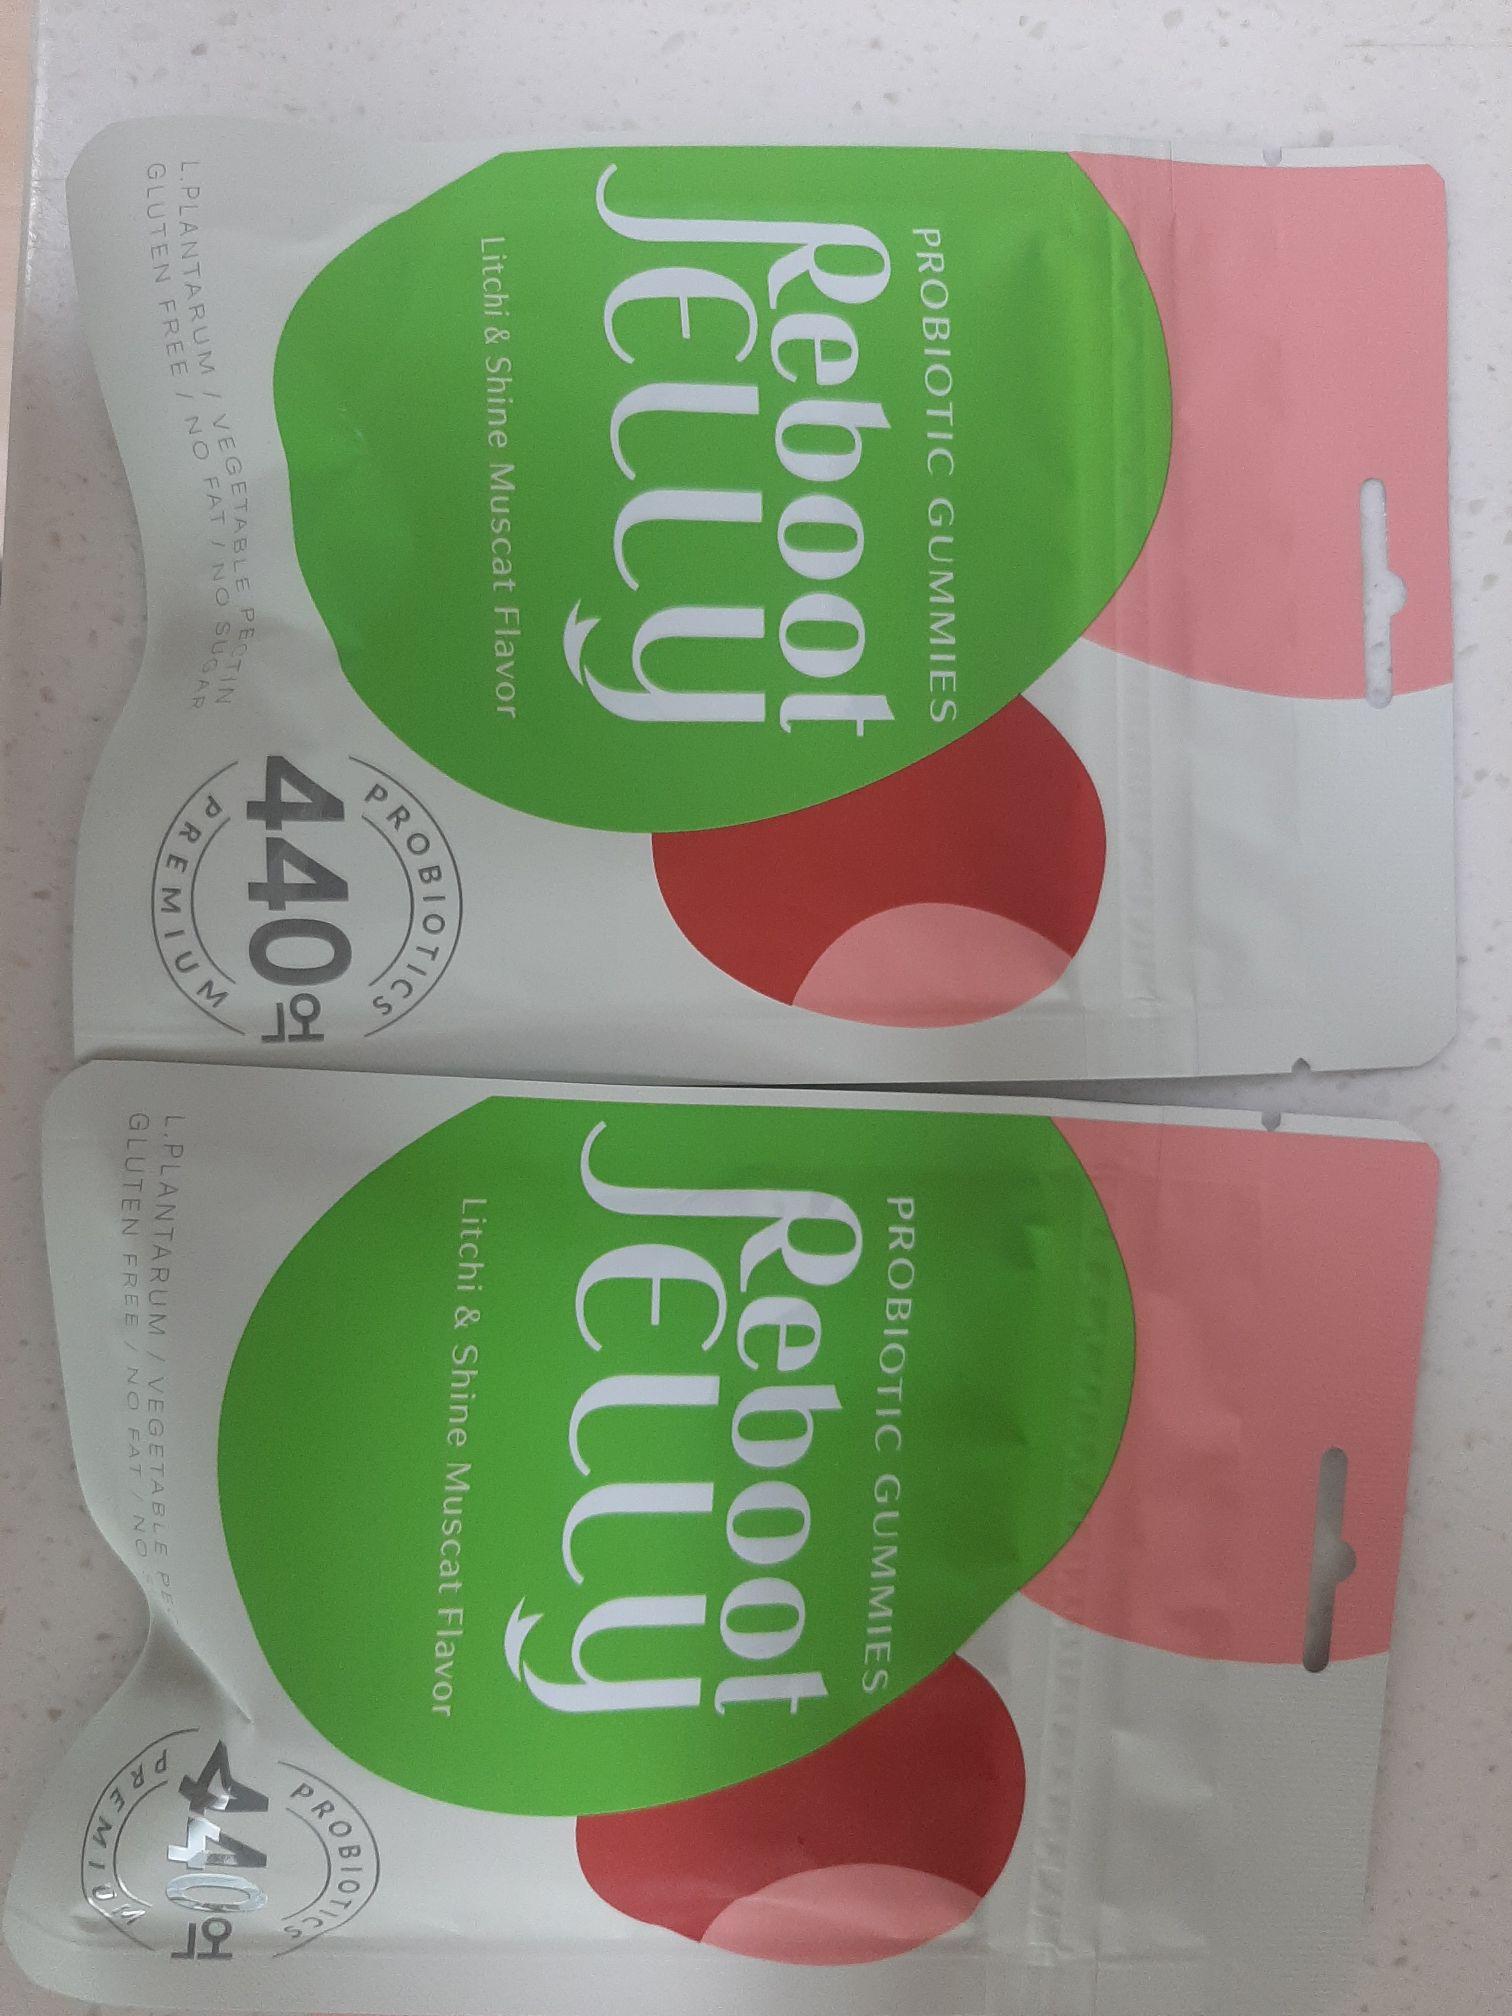 PROBIOTIC GUMMIES
Reboot
JELLY
Litchi & Shine Muscat Flavor
PROBIOTICS
440억
PREMIUM
L.PLANTARUM / VEGETABLE PECTIN
GLUTEN FREE / NO FAT / NO SUGAR
PROBIOTIC GUMMIES
Reboot
JELLY
Litchi & Shine Muscat Flavor
PROBIOTICS
440억
PREMIUM
L.PLANTARUM / VEGETABLE
GLUTEN FREE / NO FAT / NO